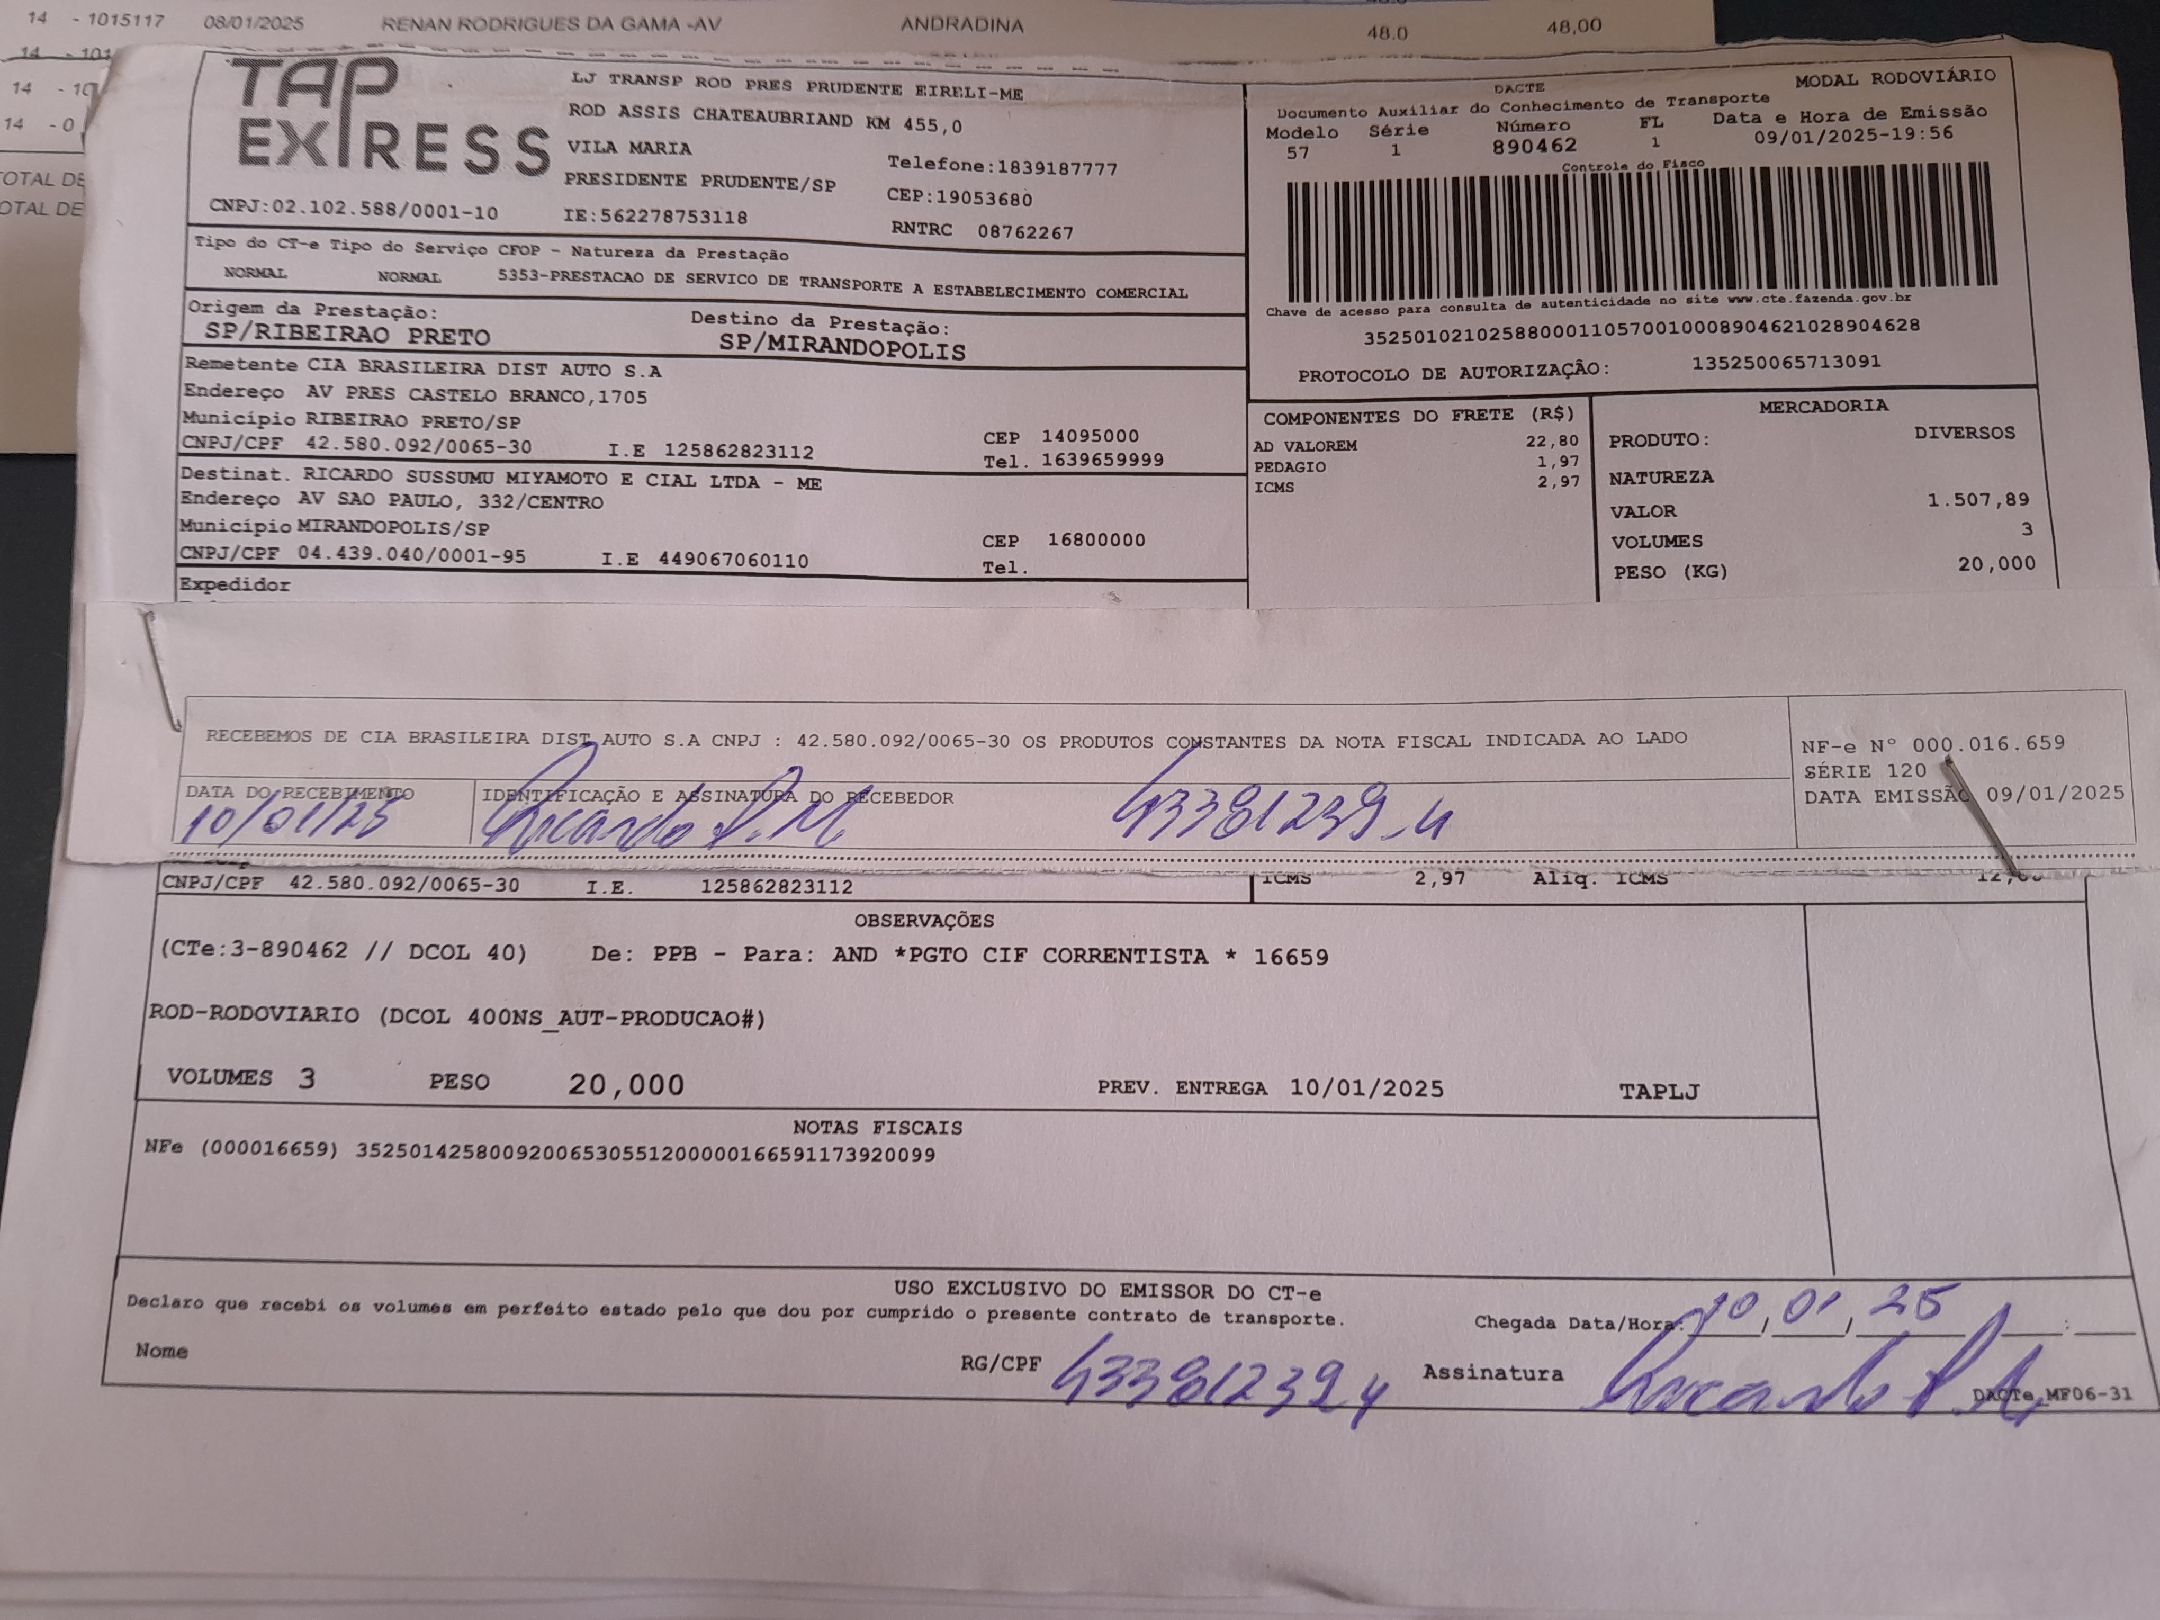 14 - 1015117 08/01/2025 RENAN RODRIGUES DA GAMA -AV ANDRADINA 48.0 48,00
TAP EXPRESS
LJ TRANSP ROD PRES PRUDENTE EIRELI-ME
ROD ASSIS CHATEAUBRIAND KM 455,0
VILA MARIA
Telefone:1839187777
PRESIDENTE PRUDENTE/SP
CEP:19053680
CNPJ:02.102.588/0001-10
IE:562278753118
RNTRC 08762267
DACTE
MODAL RODOVIÁRIO
Documento Auxiliar do Conhecimento de Transporte
Modelo Série Número FL Data e Hora de Emissão
57 1 890462 1 09/01/2025-19:56
Controle do Fisco
Chave de acesso para consulta de autenticidade no site www.cte.fazenda.gov.br
35250102102588000110570010008904621028904628
PROTOCOLO DE AUTORIZAÇÂO: 135250065713091
Tipo do CT-e Tipo do Serviço CFOP - Natureza da Prestação
NORMAL NORMAL 5353-PRESTACAO DE SERVICO DE TRANSPORTE A ESTABELECIMENTO COMERCIAL
Origem da Prestação: Destino da Prestação:
SP/RIBEIRAO PRETO SP/MIRANDOPOLIS
Remetente CIA BRASILEIRA DIST AUTO S.A
Endereço AV PRES CASTELO BRANCO,1705
Município RIBEIRAO PRETO/SP CEP 14095000
CNPJ/CPF 42.580.092/0065-30 I.E 125862823112 Tel. 1639659999
Destinat. RICARDO SUSSUMU MIYAMOTO E CIAL LTDA - ME
Endereço AV SAO PAULO, 332/CENTRO
Município MIRANDOPOLIS/SP CEP 16800000
CNPJ/CPF 04.439.040/0001-95 I.E 449067060110 Tel.
Expedidor
COMPONENTES DO FRETE (R$)
AD VALOREM 22,80
PEDAGIO 1,97
ICMS 2,97
MERCADORIA
PRODUTO: DIVERSOS
NATUREZA
VALOR 1.507,89
VOLUMES 3
PESO (KG) 20,000
RECEBEMOS DE CIA BRASILEIRA DIST AUTO S.A CNPJ : 42.580.092/0065-30 OS PRODUTOS CONSTANTES DA NOTA FISCAL INDICADA AO LADO
NF-e N° 000.016.659
SÉRIE 120
DATA EMISSÃO 09/01/2025
DATA DO RECEBIMENTO IDENTIFICAÇÃO E ASSINATURA DO RECEBEDOR
10/01/25 Ricardo S. M. 43381239-4
CNPJ/CPF 42.580.092/0065-30 I.E. 125862823112
ICMS 2,97 Aliq. ICMS
OBSERVAÇÕES
(CTe:3-890462 // DCOL 40) De: PPB - Para: AND *PGTO CIF CORRENTISTA * 16659
ROD-RODOVIARIO (DCOL 400NS_AUT-PRODUCAO#)
VOLUMES 3 PESO 20,000 PREV. ENTREGA 10/01/2025 TAPLJ
NOTAS FISCAIS
NFe (000016659) 35250142580092006530551200000166591173920099
USO EXCLUSIVO DO EMISSOR DO CT-e
Declaro que recebi os volumes em perfeito estado pelo que dou por cumprido o presente contrato de transporte.
Chegada Data/Hora: 10/01/25 :
Nome RG/CPF 433812394 Assinatura Ricardo S. M.
DACTe_MF06-31